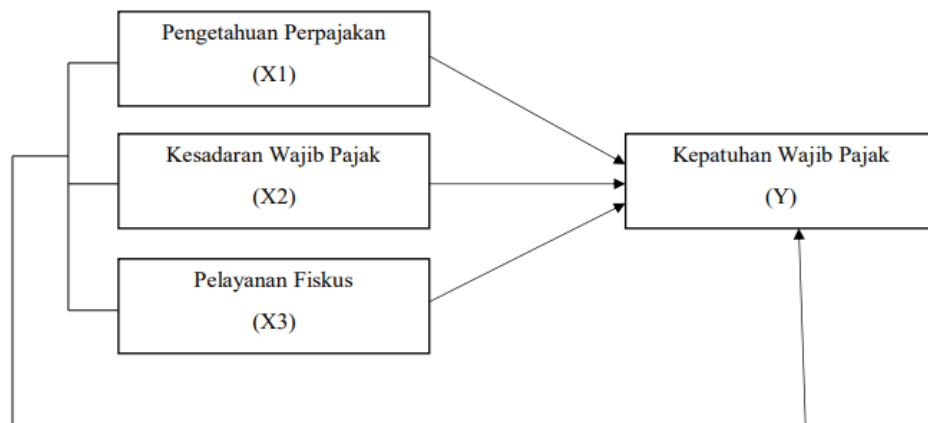 Pengetahuan Perpajakan
(X1)
Kesadaran Wajib Pajak
(X2)
Pelayanan Fiskus
(X3)
Kepatuhan Wajib Pajak
(Y)